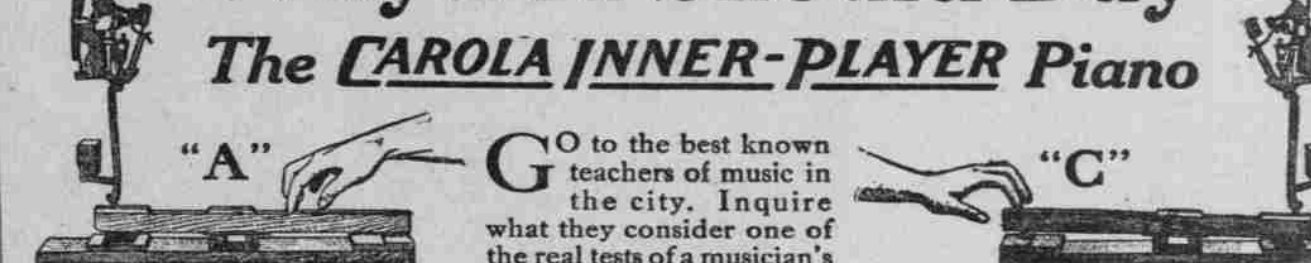 The CAROLA INNER-PLAYER Piano
"A"
GO to the best known
teachers of music in
the city. Inquire
what they consider one of
the real tests of a musician's
"C"